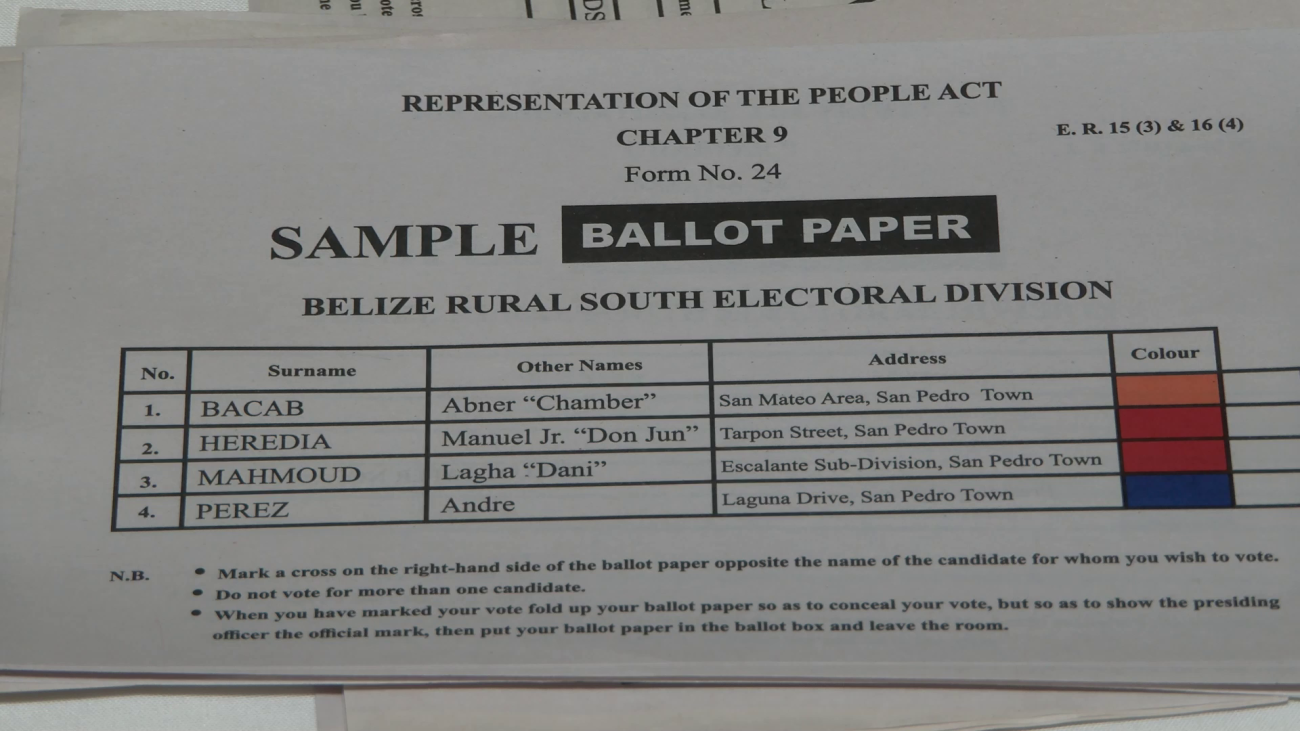 REPRESENTATION OF THE PEOPLE ACT
CHAPTER 9
E. R. 15 (3) & 16 (4)
Form No. 24
SAMPLE BALLOT PAPER
BELIZE RURAL SOUTH ELECTORAL DIVISION
No. Surname Other Names Address Colour
1. BACAB Abner “Chamber” San Mateo Area, San Pedro Town
2. HEREDIA Manuel Jr. “Don Jun” Tarpon Street, San Pedro Town
3. MAHMOUD Lagha “Dani” Escalante Sub-Division, San Pedro Town
4. PEREZ Andre Laguna Drive, San Pedro Town
N.B. • Mark a cross on the right-hand side of the ballot paper opposite the name of the candidate for whom you wish to vote.
• Do not vote for more than one candidate.
• When you have marked your vote fold up your ballot paper so as to conceal your vote, but so as to show the presiding
officer the official mark, then put your ballot paper in the ballot box and leave the room.